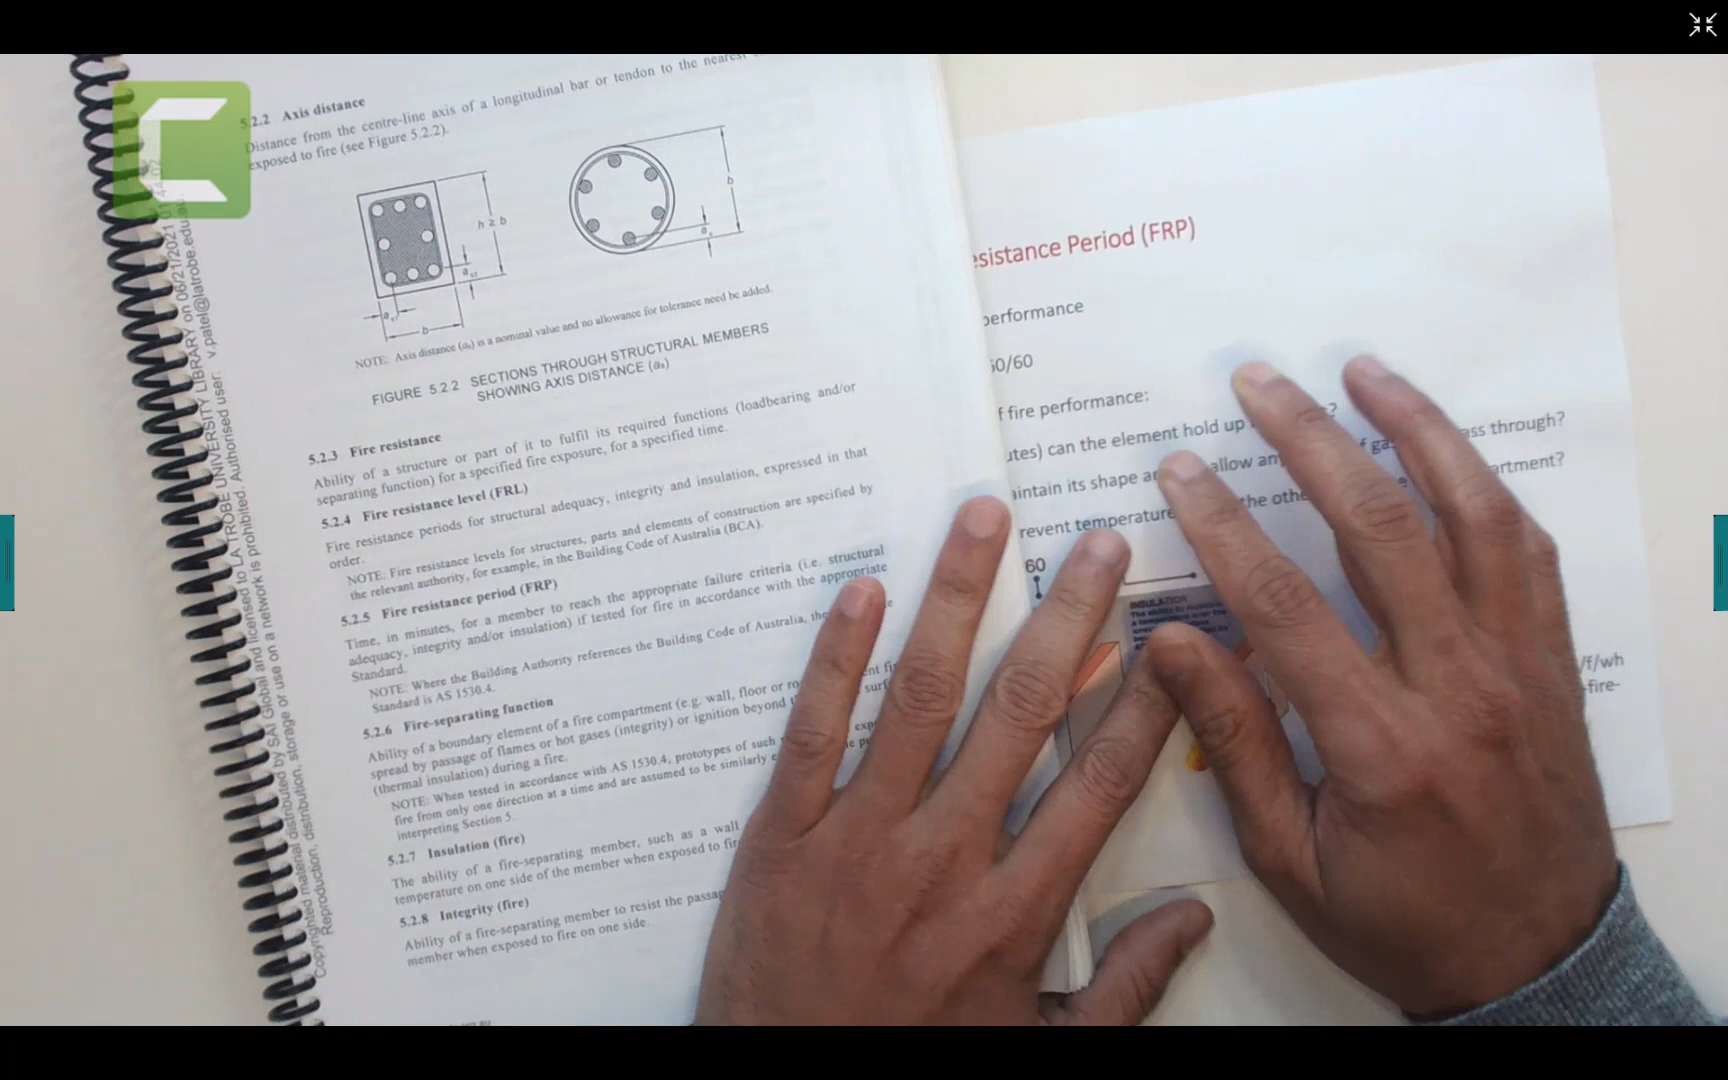 5.2.2 Axis distance
Distance from the centre-line axis of a longitudinal bar or tendon to the nearest
exposed to fire (see Figure 5.2.2).
h ≥ b
b
a
b
NOTE: Axis distance (as) is a nominal value and no allowance for tolerance need be added.
FIGURE 5.2.2 SECTIONS THROUGH STRUCTURAL MEMBERS
SHOWING AXIS DISTANCE (as)
5.2.3 Fire resistance
Ability of a structure or part of it to fulfil its required functions (loadbearing and/or
separating function) for a specified fire exposure, for a specified time.
5.2.4 Fire resistance level (FRL)
Fire resistance periods for structural adequacy, integrity and insulation, expressed in that
order.
NOTE: Fire resistance levels for structures, parts and elements of construction are specified by
the relevant authority, for example, in the Building Code of Australia (BCA).
5.2.5 Fire resistance period (FRP)
Time, in minutes, for a member to reach the appropriate failure criteria (i.e. structural
adequacy, integrity and/or insulation) if tested for fire in accordance with the appropriate
Standard.
NOTE: Where the Building Authority references the Building Code of Australia, the
Standard is AS 1530.4.
5.2.6 Fire-separating function
Ability of a boundary element of a fire compartment (e.g. wall, floor or
spread by passage of flames or hot gases (integrity) or ignition beyond
(thermal insulation) during a fire.
NOTE: When tested in accordance with AS 1530.4, prototypes of such
fire from only one direction at a time and are assumed to be similarly
interpreting Section 5.
5.2.7 Insulation (fire)
The ability of a fire-separating member, such as a wall
temperature on one side of the member when exposed to
5.2.8 Integrity (fire)
Ability of a fire-separating member to resist the
member when exposed to fire on one side.
Copyrighted material distributed by SAI Global and licensed to LA TROBE UNIVERSITY LIBRARY on 06/21/2021
Reproduction, distribution, storage or use on a network is prohibited. Authorised user: v.patel@latrobe.edu.au
esistance Period (FRP)
performance
60/60
f fire performance:
utes) can the element hold up ?
aintain its shape allow any ga ass through?
revent temperature the othe artment?
60
INSULATION
/f/wh
-fire-